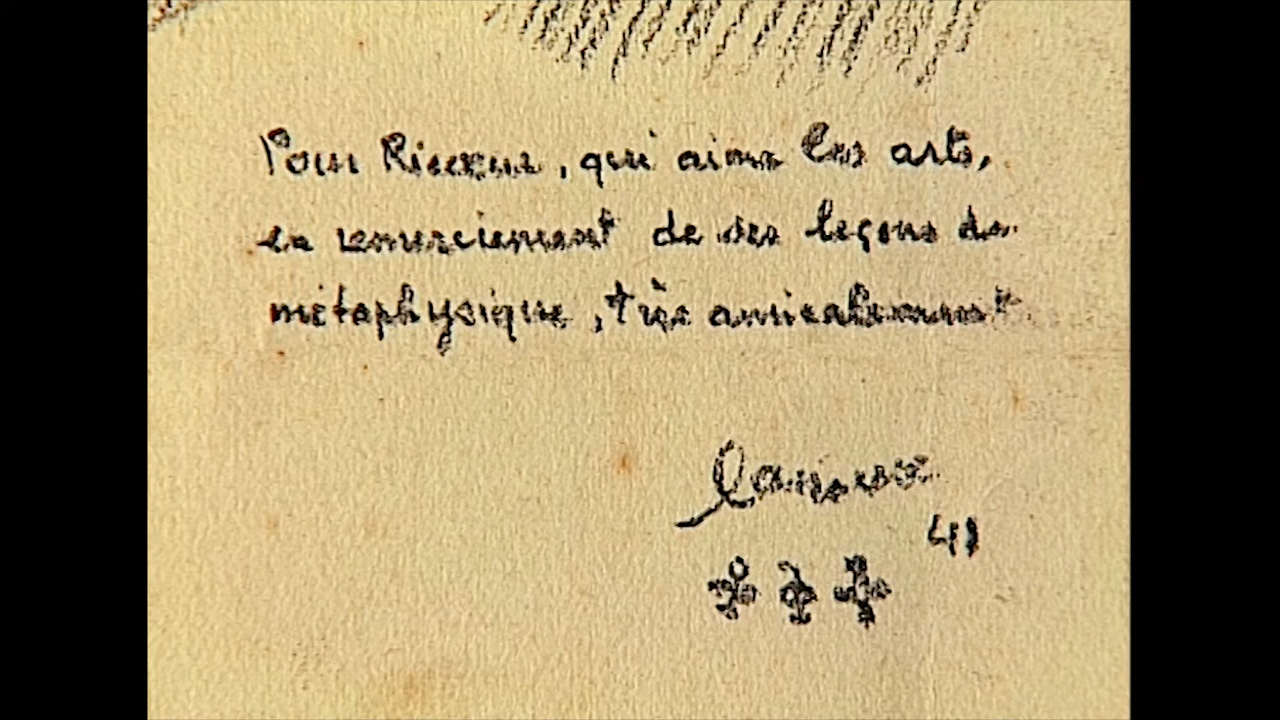 Pour Ricœur, qui aime les arts,
en remerciement de ses leçons de
métaphysique, très amicalement
41